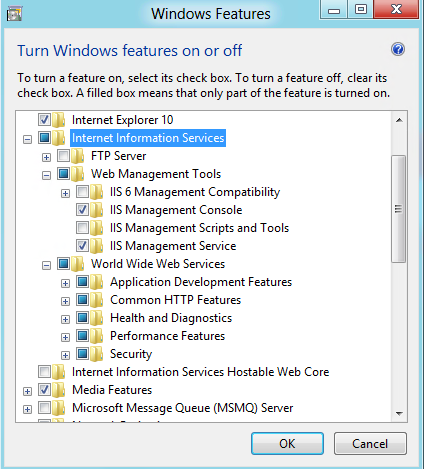 Windows Features
Turn Windows features on or off
To turn a feature on, select its check box. To turn a feature off, clear its
check box. A filled box means that only part of the feature is turned on.
Internet Explorer 10
Internet Information Services
FTP Server
Web Management Tools
IIS 6 Management Compatibility
IIS Management Console
IIS Management Scripts and Tools
IIS Management Service
World Wide Web Services
Application Development Features
Common HTTP Features
Health and Diagnostics
Performance Features
Security
Internet Information Services Hostable Web Core
Media Features
Microsoft Message Queue (MSMQ) Server
OK
Cancel